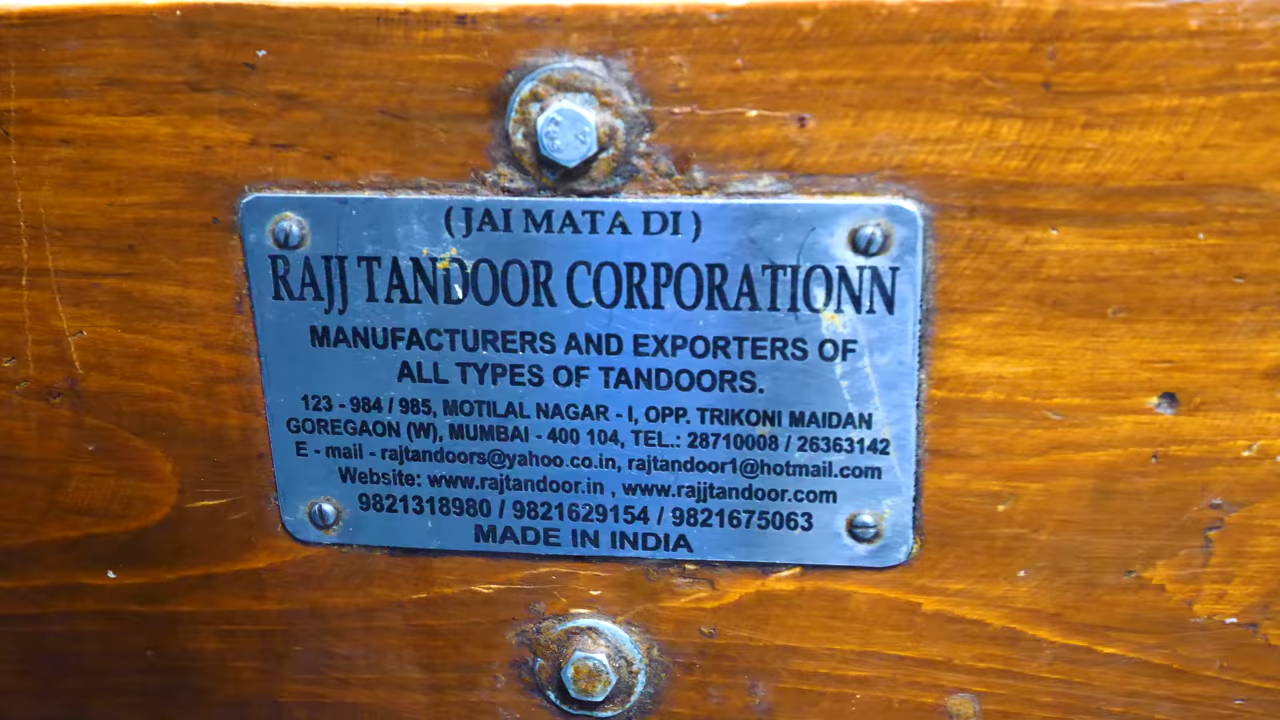 (JAI MATA DI)
RAJJ TANDOOR CORPORATIONN
MANUFACTURERS AND EXPORTERS OF
ALL TYPES OF TANDOORS.
123 - 984 / 985, MOTILAL NAGAR - I, OPP. TRIKONI MAIDAN
GOREGAON (W), MUMBAI - 400 104, TEL.: 28710008 / 26363142
E - mail - rajtandoors@yahoo.co.in, rajtandoor1@hotmail.com
Website: www.rajtandoor.in , www.rajjtandoor.com
9821318980 / 9821629154 / 9821675063
MADE IN INDIA